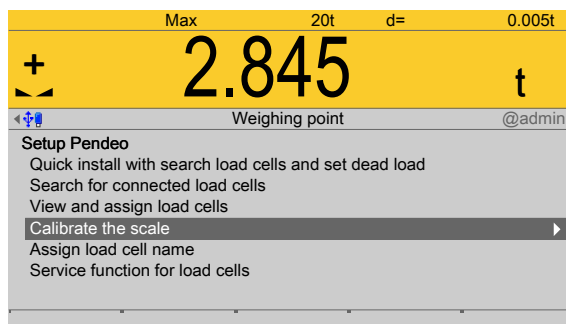 Max 20t d= 0.005t
+ 2.845 t
Weighing point @admin
Setup Pendeo
Quick install with search load cells and set dead load
Search for connected load cells
View and assign load cells
Calibrate the scale
Assign load cell name
Service function for load cells